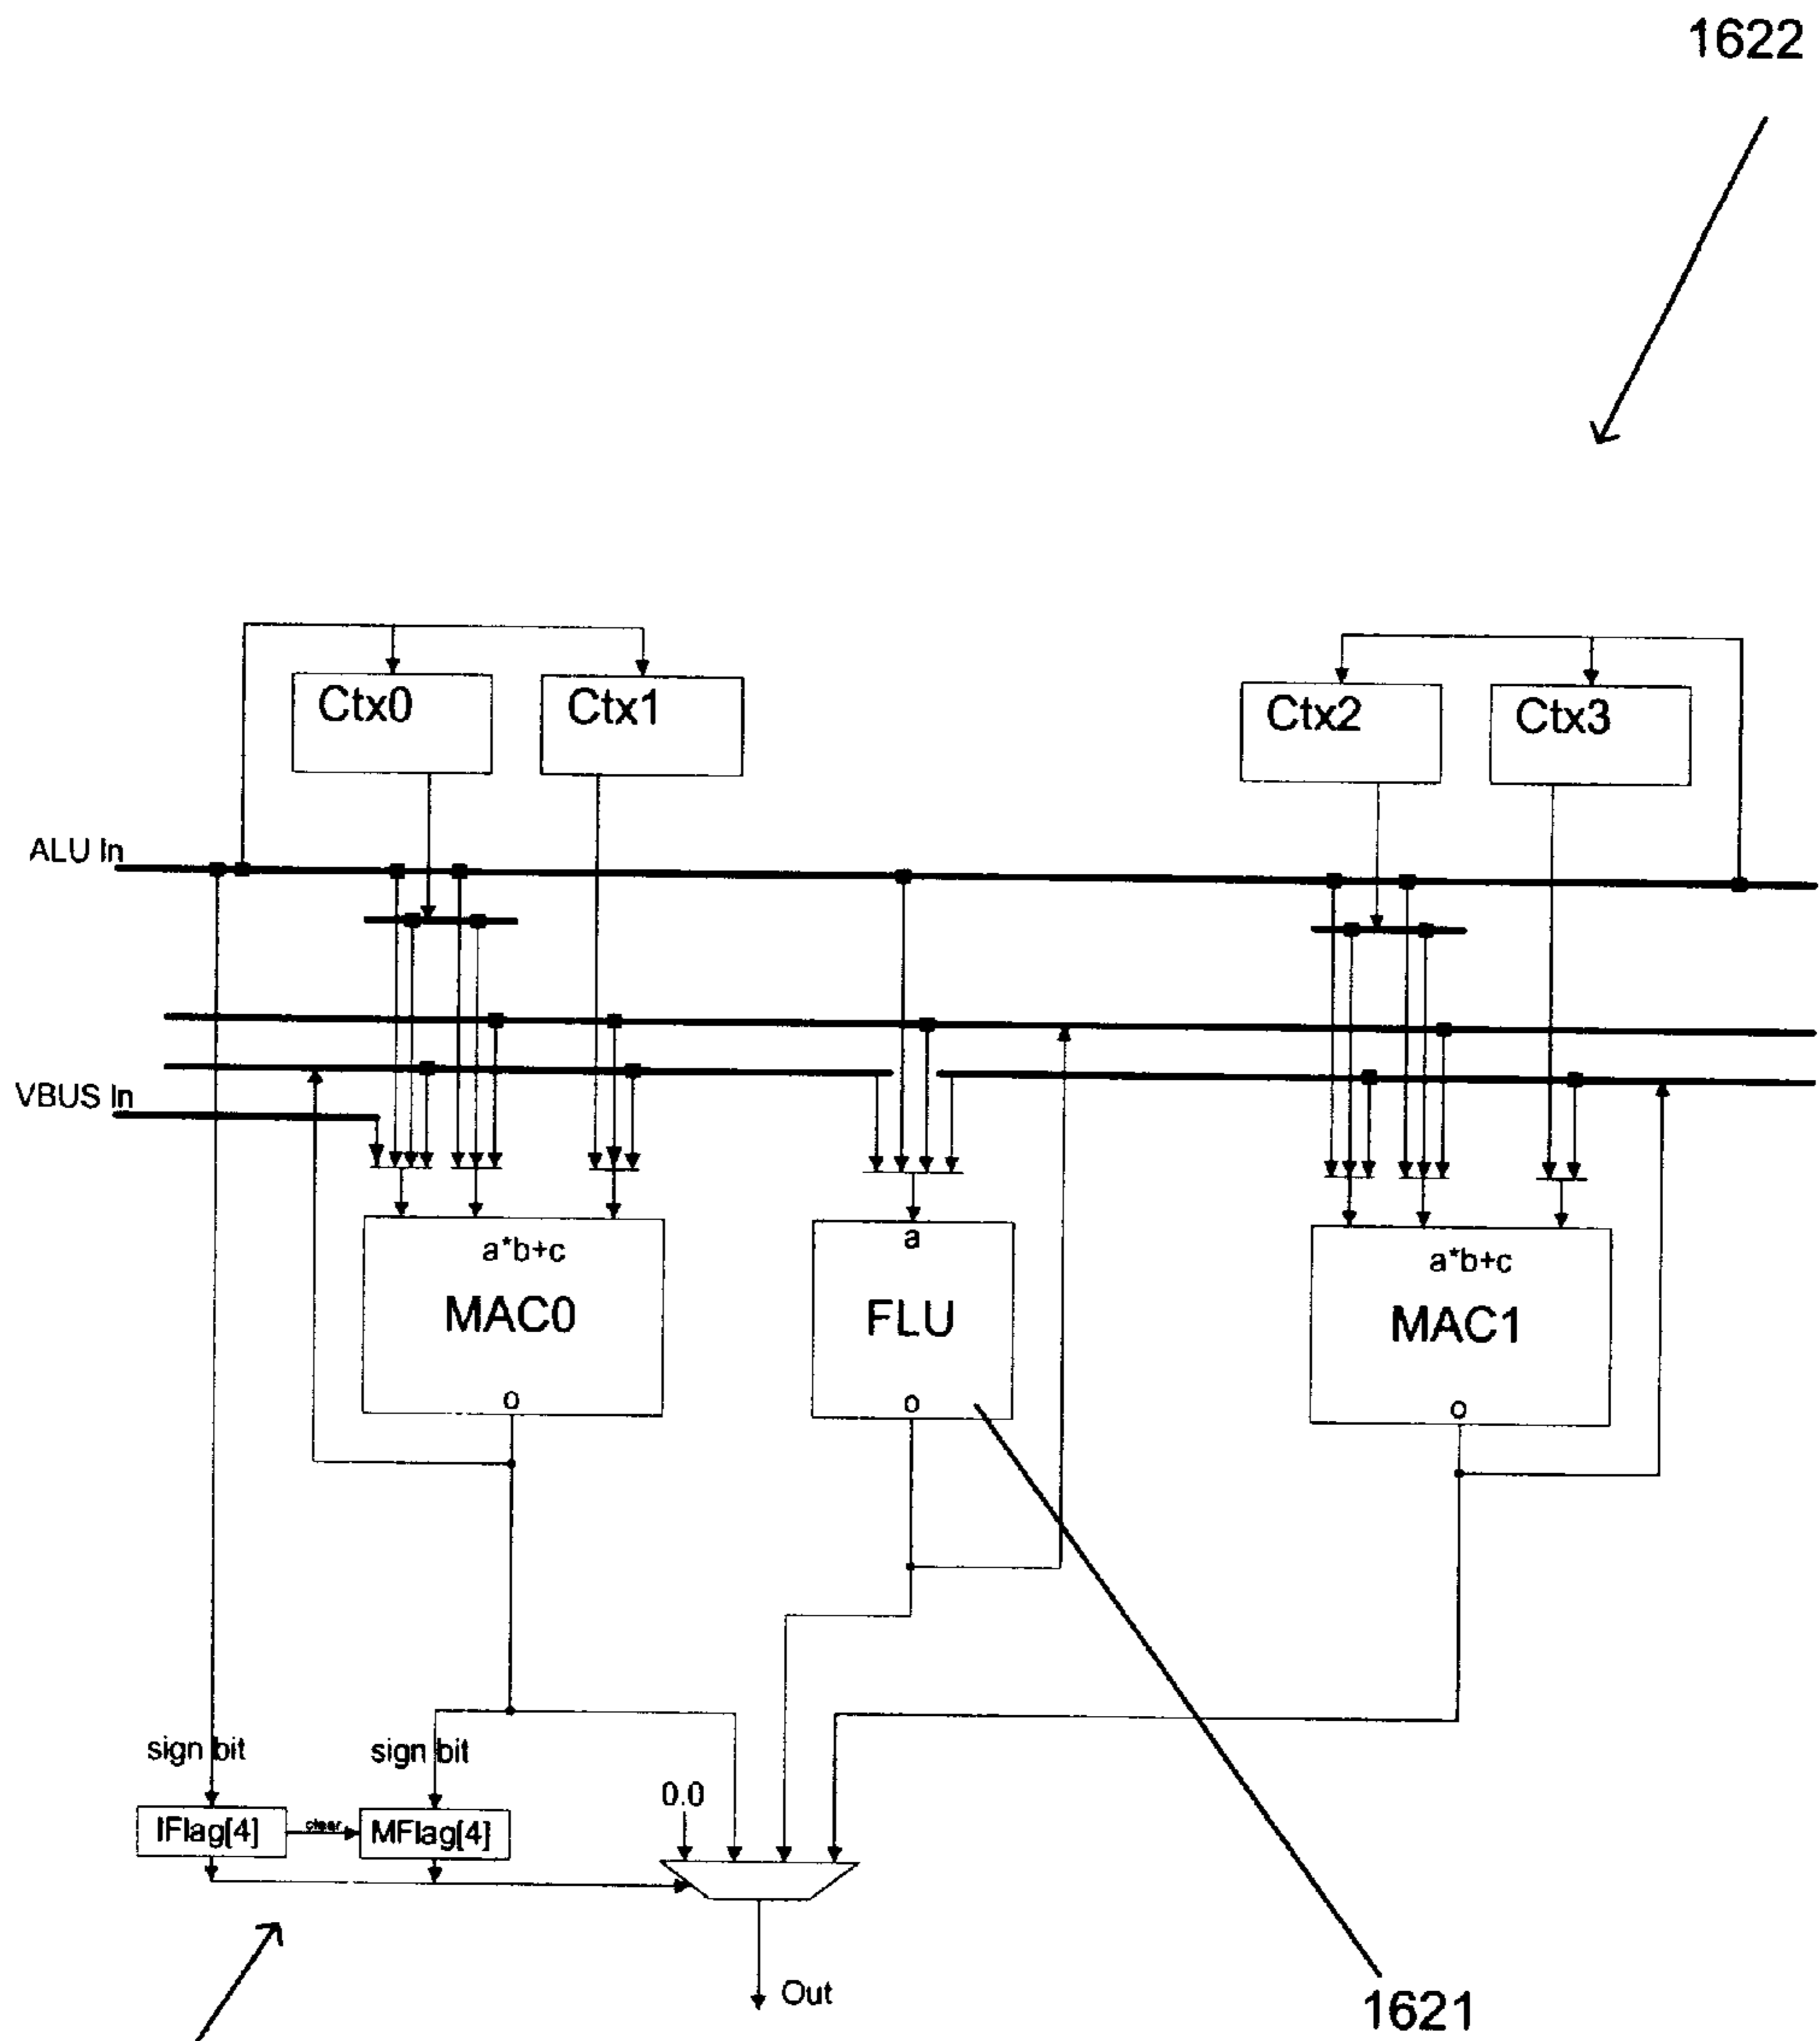 1622
Ctx0
Ctx1
Ctx2
Ctx3
ALU In
VBUS In
a*b+c
MAC0
o
a
FLU
o
a*b+c
MAC1
o
sign bit
sign bit
0.0
IFlag[4]
clear
MFlag[4]
Out
1621